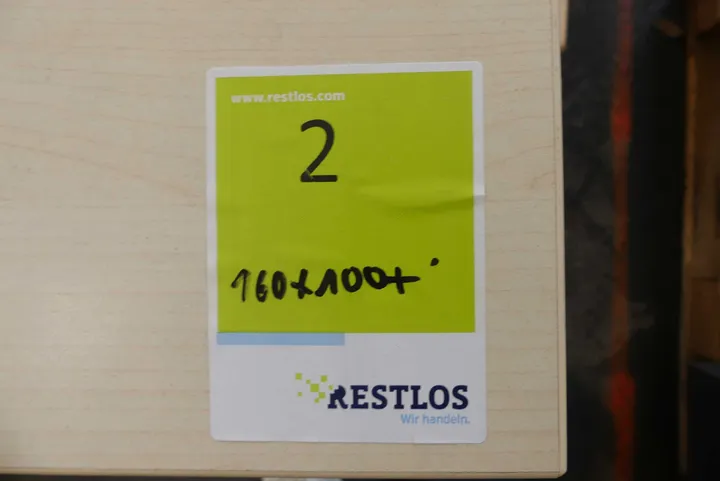 www.restlos.com
2
160x100+
RESTLOS
Wir handeln.